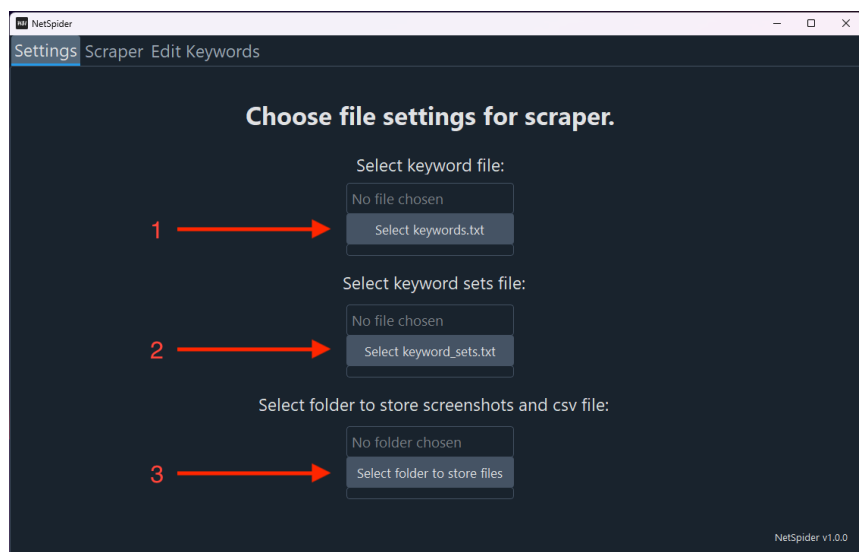 NetSpider
Settings Scraper Edit Keywords
Choose file settings for scraper.
Select keyword file:
No file chosen
1
Select keywords.txt
Select keyword sets file:
No file chosen
2
Select keyword_sets.txt
Select folder to store screenshots and csv file:
No folder chosen
3
Select folder to store files
NetSpider v1.0.0